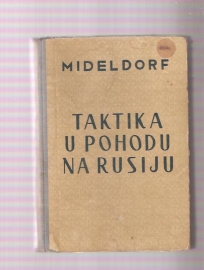 MIDELDORF
TAKTIKA
U POHODU
NA RUSIJU